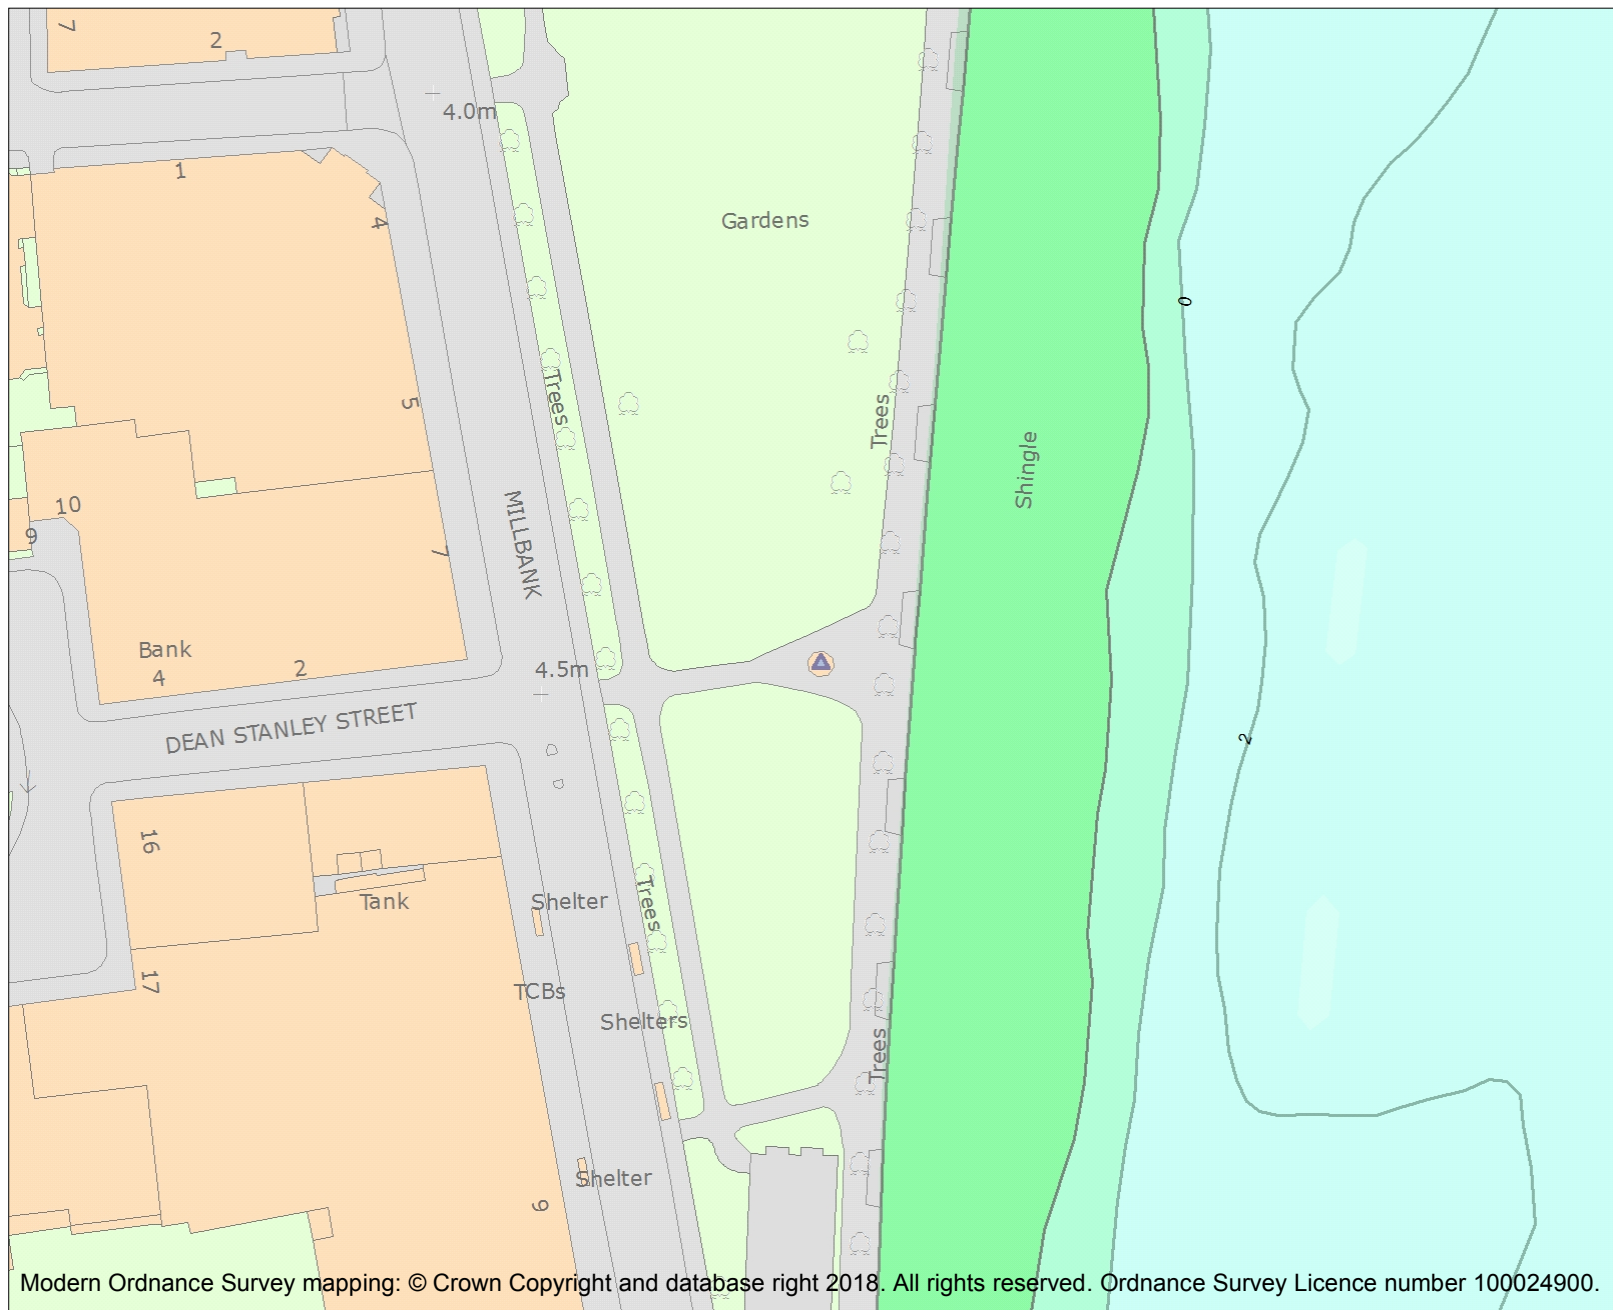 7
2
4.0m
1
4
Gardens
0
5
Trees
Trees
Shingle
10
9
MILLBANK
7
Bank
4
2
4.5m
DEAN STANLEY STREET
2
16
Tank
Shelter
Trees
17
TCBs
Shelters
Trees
Shelter
9
Modern Ordnance Survey mapping: © Crown Copyright and database right 2018. All rights reserved. Ordnance Survey Licence number 100024900.